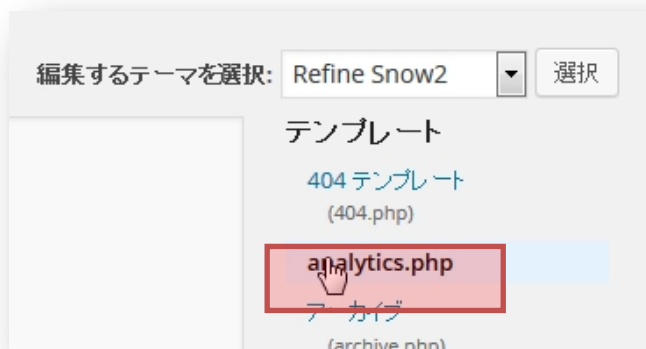 編集するテーマを選択: Refine Snow2 選択
テンプレート
404 テンプレート
(404.php)
analytics.php
アーカイブ
(archive.php)